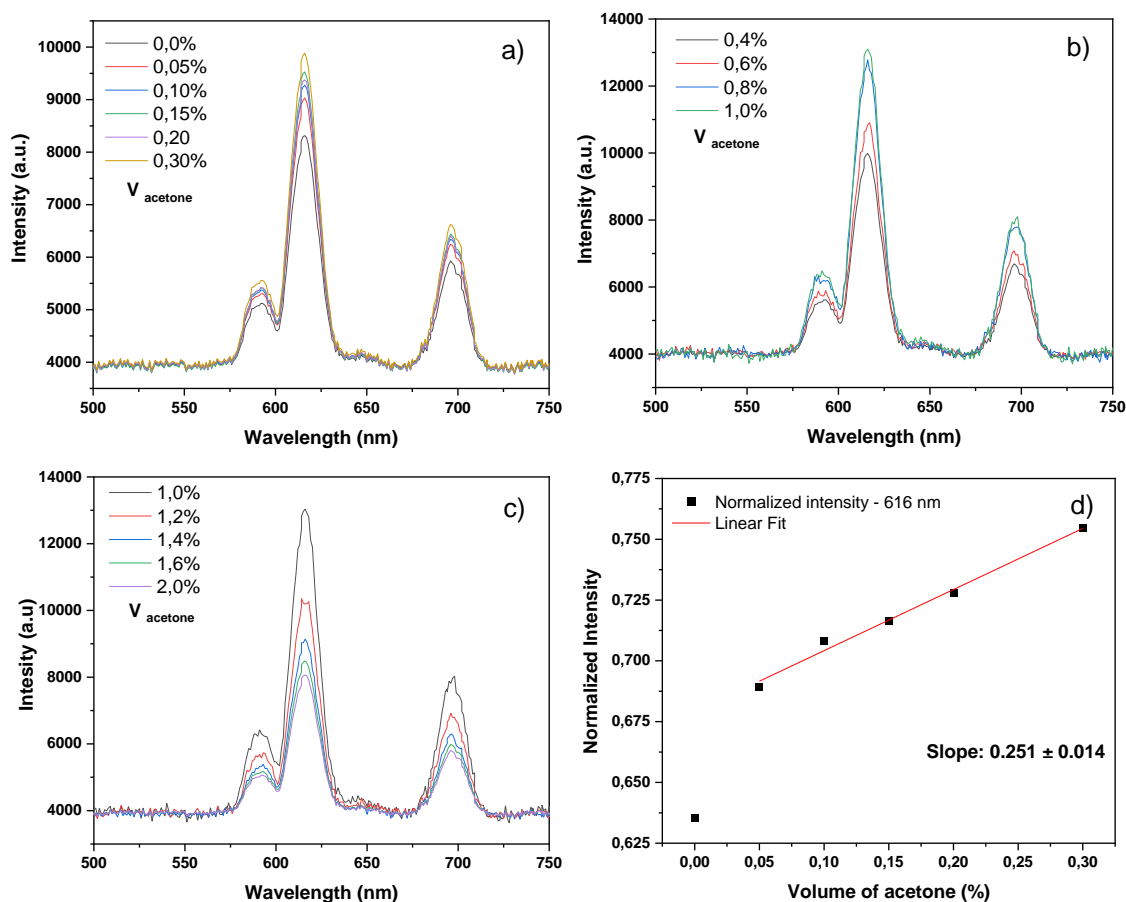 a)
10000
9000
8000
7000
6000
5000
4000
Intensity (a.u.)
0,0%
0,05%
0,10%
0,15%
0,20
0,30%
V acetone
500 550 600 650 700 750
Wavelength (nm)
b)
14000
12000
10000
8000
6000
4000
Intensity (a.u.)
0,4%
0,6%
0,8%
1,0%
V acetone
500 550 600 650 700 750
Wavelength (nm)
c)
14000
12000
10000
8000
6000
4000
Intesity (a.u)
1,0%
1,2%
1,4%
1,6%
2,0%
V acetone
500 550 600 650 700 750
Wavelength (nm)
d)
0,775
0,750
0,725
0,700
0,675
0,650
0,625
Normalized Intensity
Normalized intensity - 616 nm
Linear Fit
Slope: 0.251 ± 0.014
0,00 0,05 0,10 0,15 0,20 0,25 0,30
Volume of acetone (%)